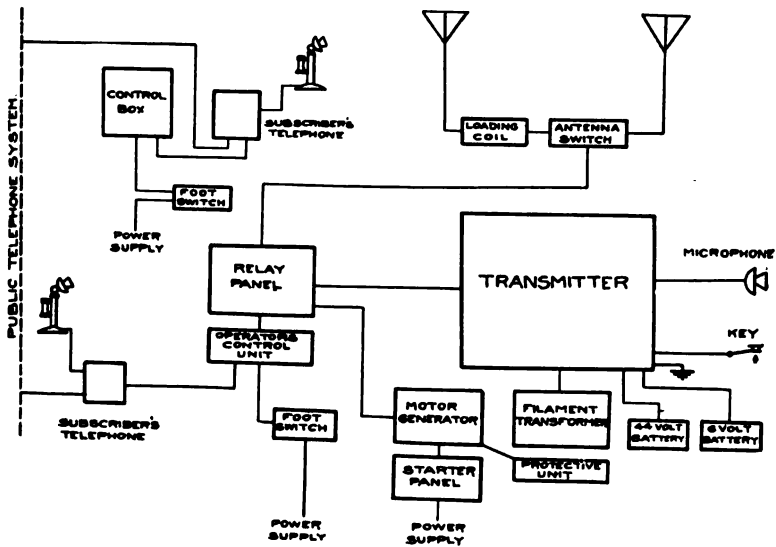 PUBLIC TELEPHONE SYSTEM.
CONTROL
BOX
SUBSCRIBER'S
TELEPHONE
LOADING
COIL
ANTENNA
SWITCH
FOOT
SWITCH
POWER
SUPPLY
RELAY
PANEL
TRANSMITTER
MICROPHONE
OPERATORS
CONTROL
UNIT
KEY
SUBSCRIBER'S
TELEPHONE
FOOT
SWITCH
MOTOR
GENERATOR
FILAMENT
TRANSFORMER
44 VOLT
BATTERY
6 VOLT
BATTERY
STARTER
PANEL
PROTECTIVE
UNIT
POWER
SUPPLY
POWER
SUPPLY